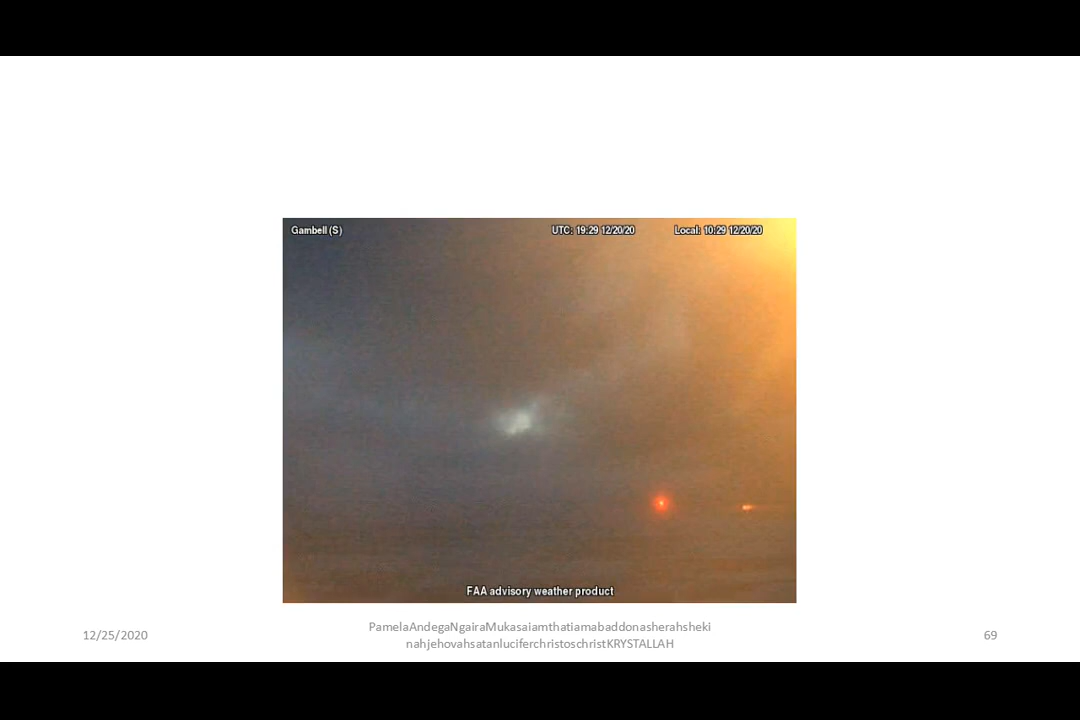 Gambell (S) UTC: 19:29 12/20/20 Local: 10:29 12/20/20
FAA advisory weather product
12/25/2020
PamelaAndegaNgairaMukasaiamthatiamabaddonasherahsheki
nahjehovahsatanluciferchristoschristKRYSTALLAH
69